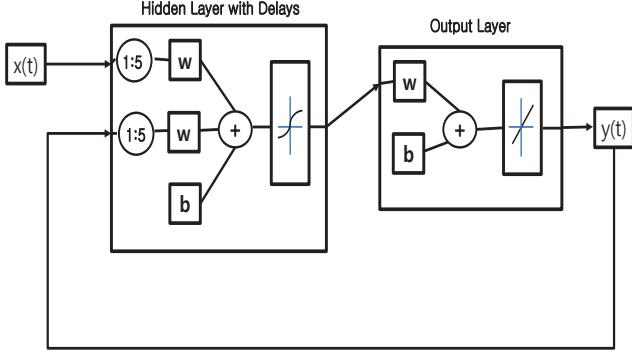 Hidden Layer with Delays
Output Layer
x(t)
1:5
w
1:5
w
+
b
w
+
b
y(t)